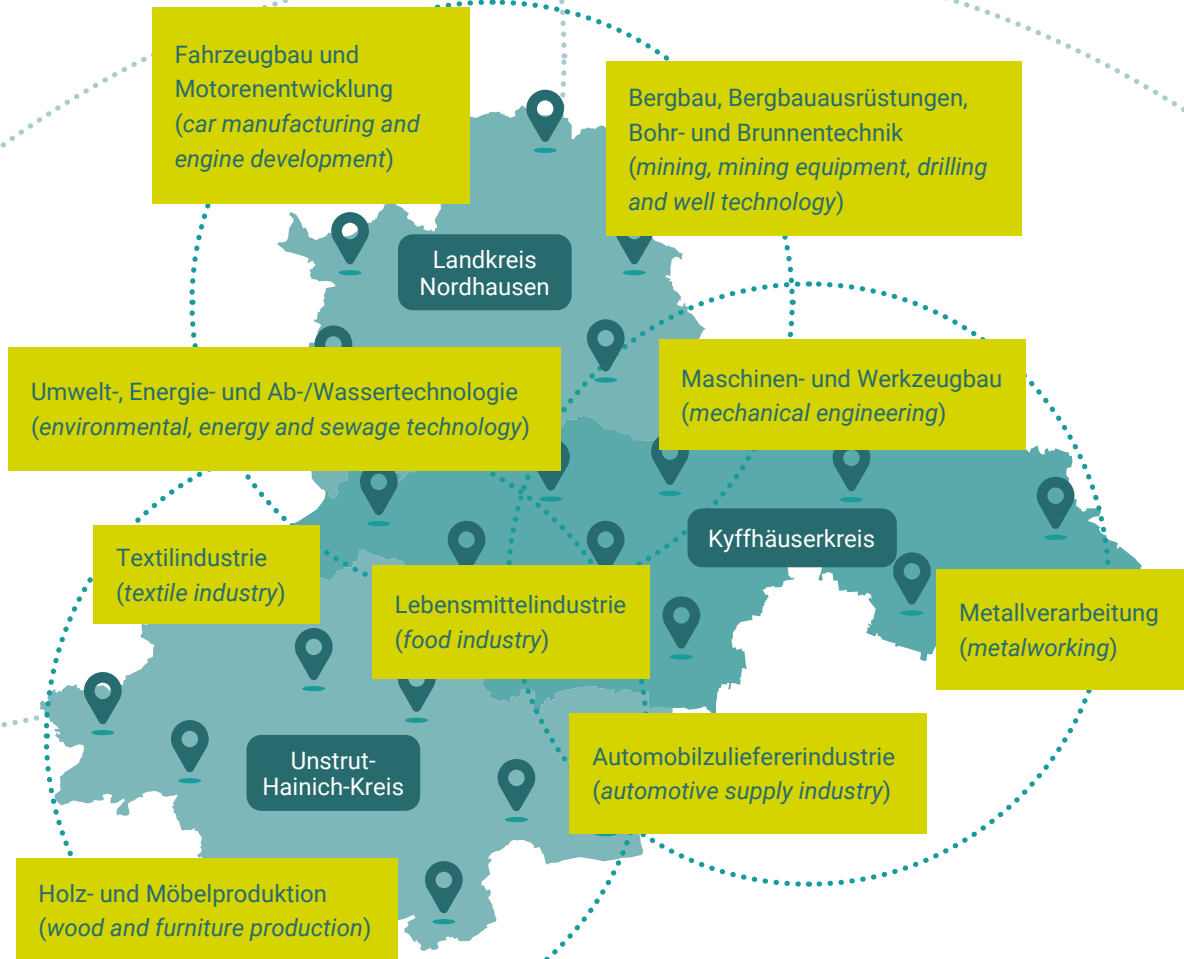 Fahrzeugbau und
Motorenentwicklung
(car manufacturing and
engine development)
Bergbau, Bergbauausrüstungen,
Bohr- und Brunnentechnik
(mining, mining equipment, drilling
and well technology)
Landkreis
Nordhausen
Umwelt-, Energie- und Ab-/Wassertechnologie
(environmental, energy and sewage technology)
Maschinen- und Werkzeugbau
(mechanical engineering)
Kyffhäuserkreis
Textilindustrie
(textile industry)
Lebensmittelindustrie
(food industry)
Metallverarbeitung
(metalworking)
Unstrut-
Hainich-Kreis
Automobilzuliefererindustrie
(automotive supply industry)
Holz- und Möbelproduktion
(wood and furniture production)